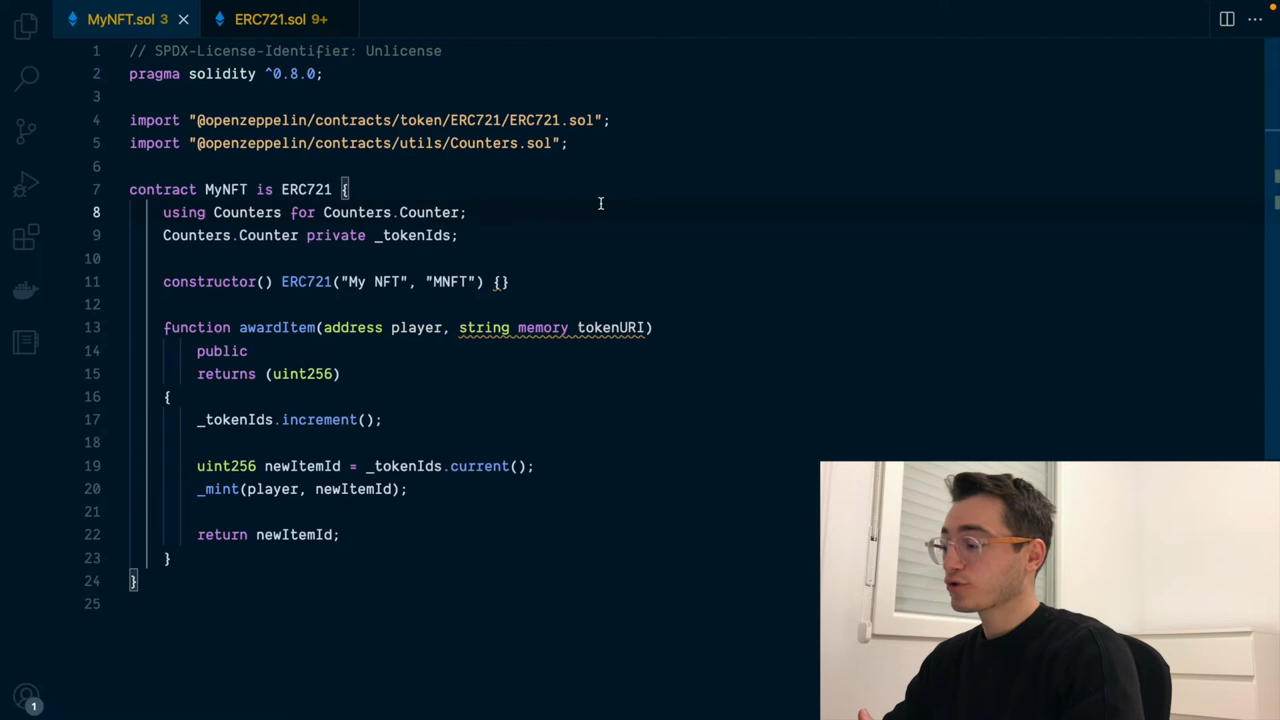 MyNFT.sol 3
ERC721.sol 9+
1 // SPDX-License-Identifier: Unlicense
2 pragma solidity ^0.8.0;
3
4 import "@openzeppelin/contracts/token/ERC721/ERC721.sol";
5 import "@openzeppelin/contracts/utils/Counters.sol";
6
7 contract MyNFT is ERC721 {
8 using Counters for Counters.Counter;
9 Counters.Counter private _tokenIds;
10
11 constructor() ERC721("My NFT", "MNFT") {}
12
13 function awardItem(address player, string memory tokenURI)
14 public
15 returns (uint256)
16 {
17 _tokenIds.increment();
18
19 uint256 newItemId = _tokenIds.current();
20 _mint(player, newItemId);
21
22 return newItemId;
23 }
24 }
25
1